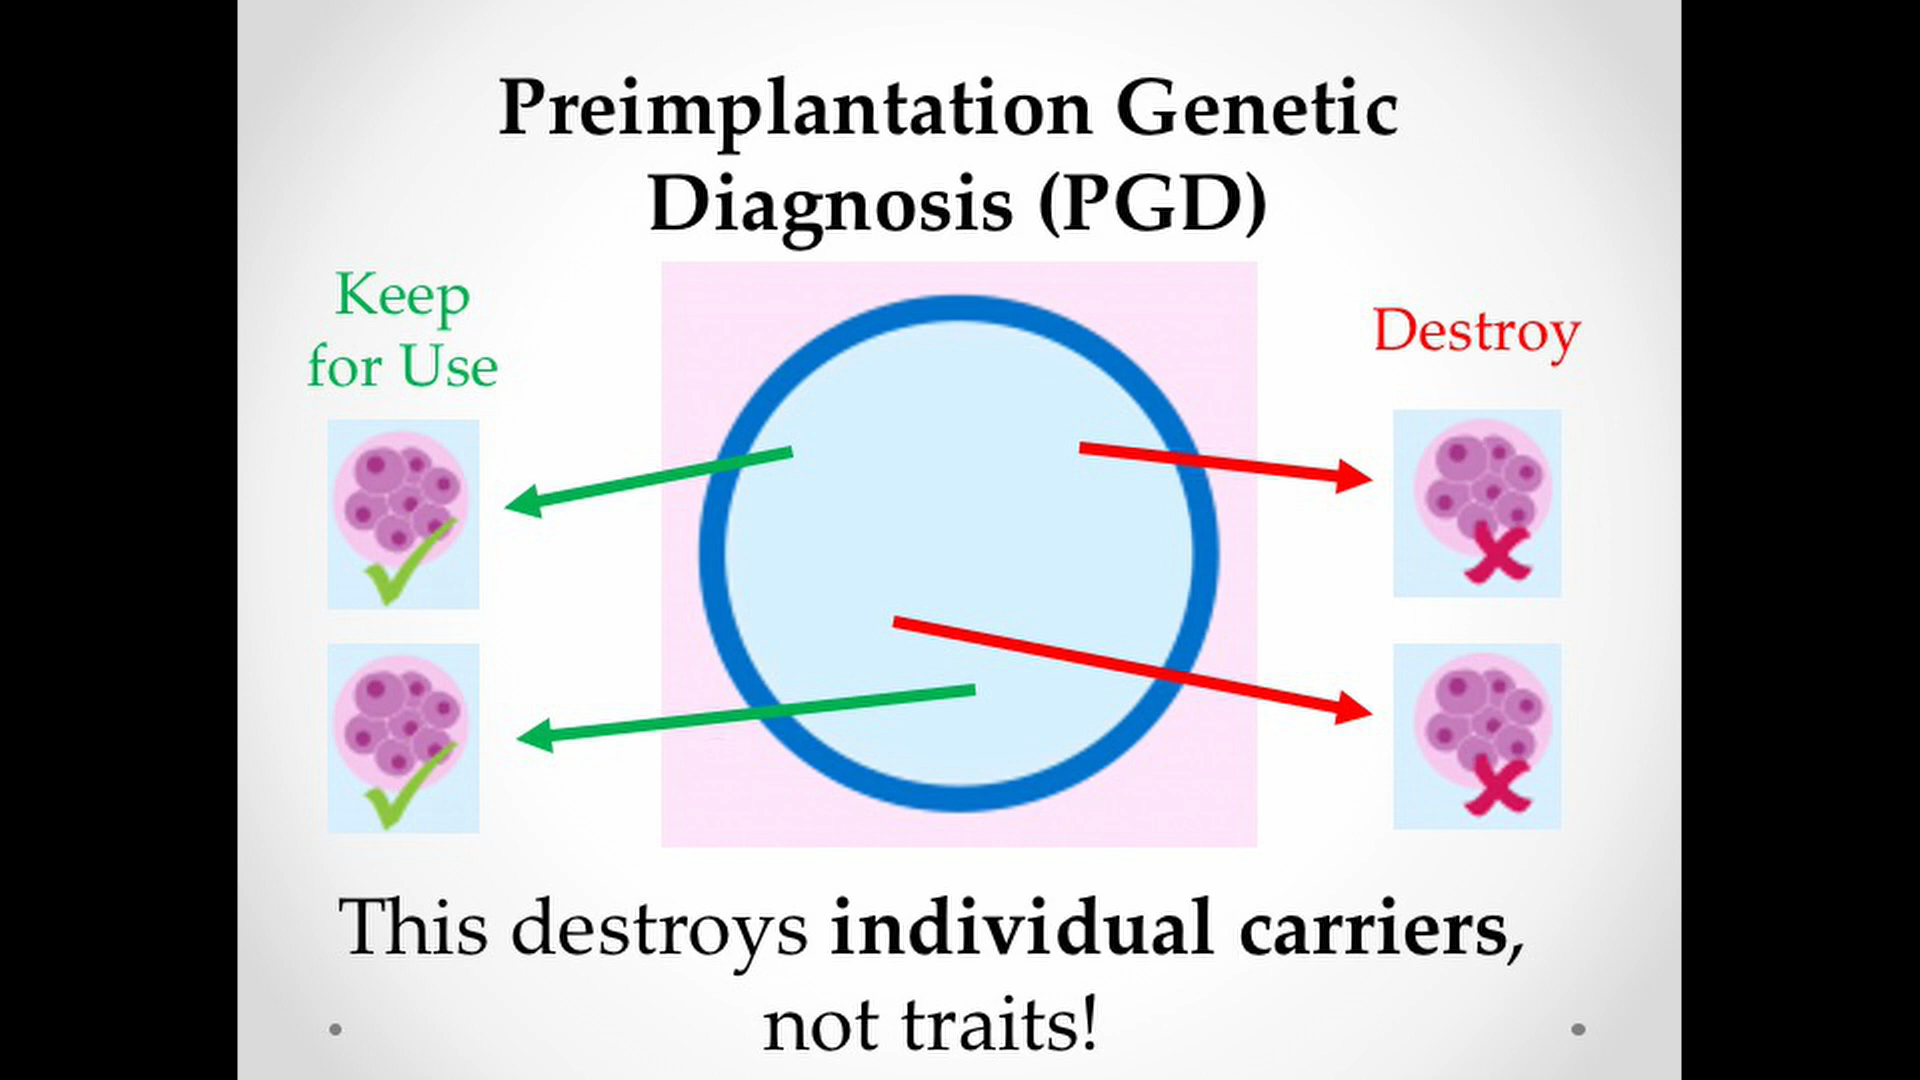 Preimplantation Genetic
Diagnosis (PGD)
Keep
for Use
Destroy
This destroys individual carriers,
not traits!